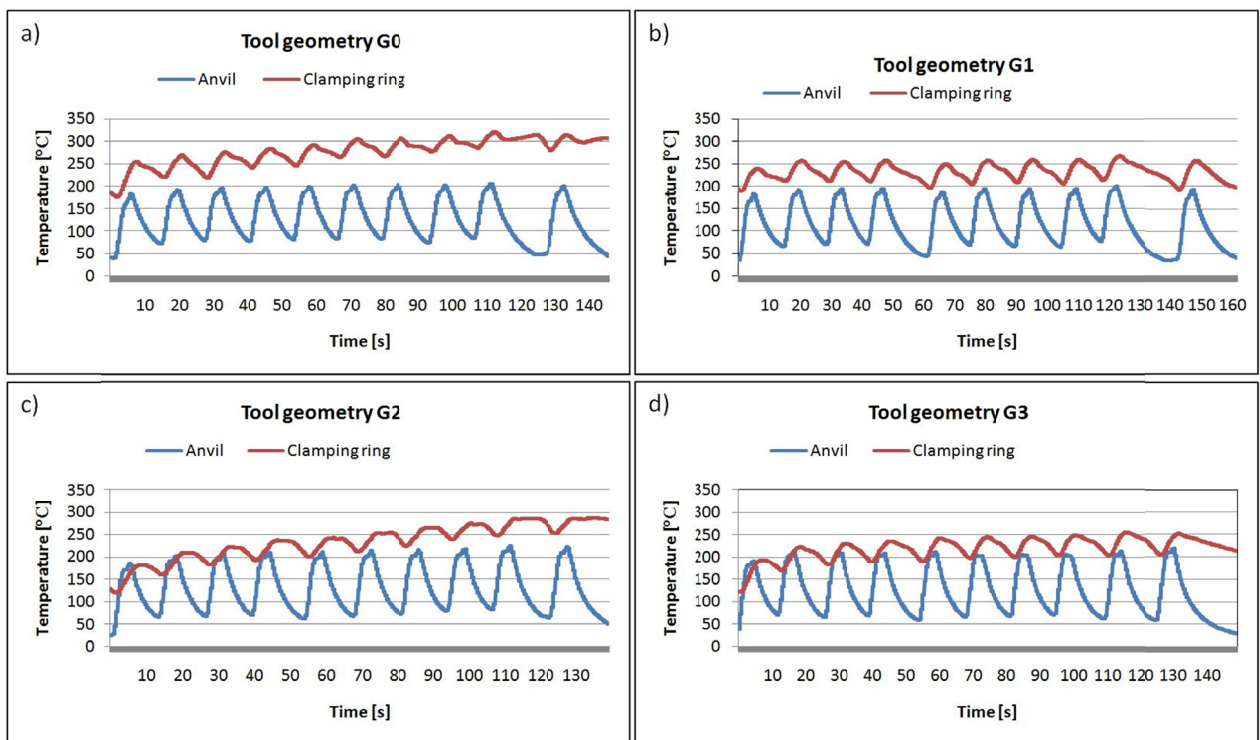 a)
Tool geometry G0
Anvil Clamping ring
Temperature [ºC]
350
300
250
200
150
100
50
0
10 20 30 40 50 60 70 80 90 100 110 120 130
Time [s]
b)
Tool geometry G1
Anvil Clamping ring
Temperature [ºC]
350
300
250
200
150
100
50
0
10 20 30 40 50 60 70 80 90 100 110 120 130 140 150 160
Time [s]
c)
Tool geometry G2
Anvil Clamping ring
Temperature [ºC]
350
300
250
200
150
100
50
0
10 20 30 40 50 60 70 80 90 100 110 120 130
Time [s]
d)
Tool geometry G3
Anvil Clamping ring
Temperature [ºC]
350
300
250
200
150
100
50
0
10 20 30 40 50 60 70 80 90 100 110 120 130 140
Time [s]